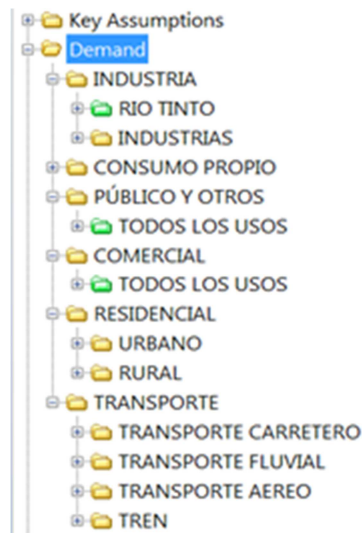 Key Assumptions
Demand
INDUSTRIA
RIO TINTO
INDUSTRIAS
CONSUMO PROPIO
PÚBLICO Y OTROS
TODOS LOS USOS
COMERCIAL
TODOS LOS USOS
RESIDENCIAL
URBANO
RURAL
TRANSPORTE
TRANSPORTE CARRETERO
TRANSPORTE FLUVIAL
TRANSPORTE AEREO
TREN